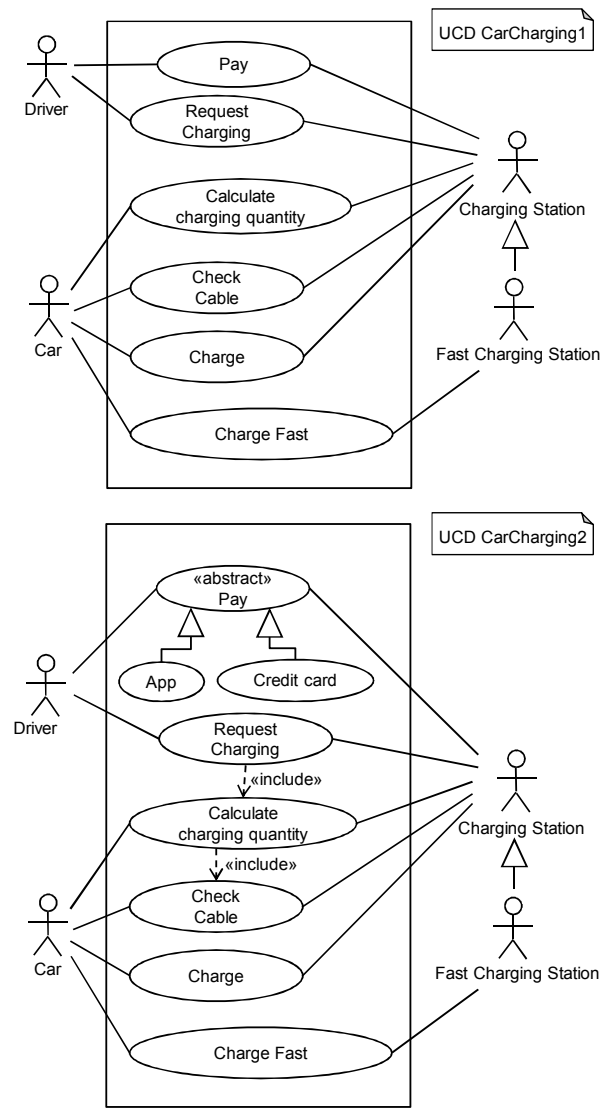 UCD CarCharging1
Pay
Driver
Request
Charging
Calculate
charging quantity
Charging Station
Check
Cable
Car
Charge
Fast Charging Station
Charge Fast
UCD CarCharging2
«abstract»
Pay
App
Credit card
Driver
Request
Charging
«include»
Calculate
charging quantity
Charging Station
«include»
Check
Cable
Car
Charge
Fast Charging Station
Charge Fast